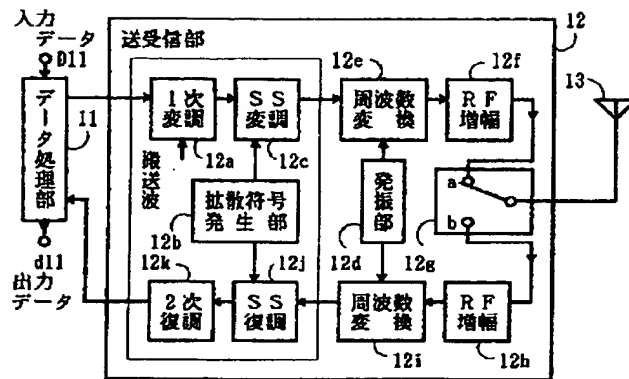 入力
データ
D11
データ処理部
11
d11
出力
データ
送受信部
12
1次
変調
12a
搬送波
SS
変調
12c
拡散符号
発生部
12b
12e
周波数
変換
12f
RF
増幅
発振部
12d
a
b
12g
13
12k
2次
復調
12j
SS
復調
周波数
変換
12i
RF
増幅
12h